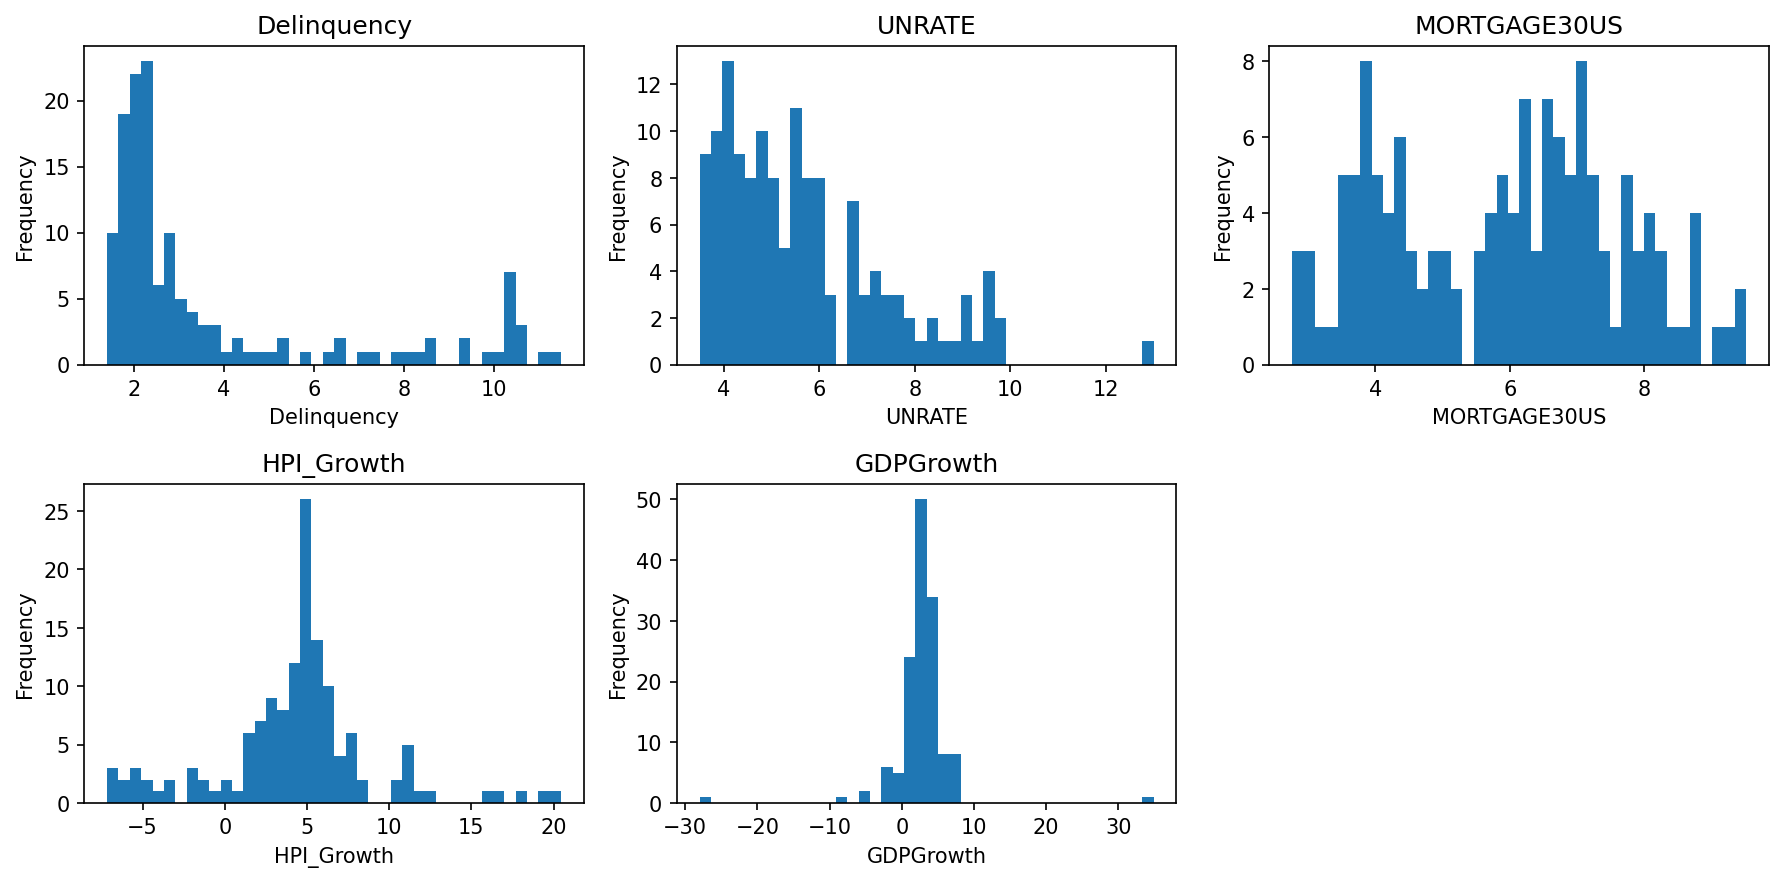 Delinquency
Frequency
20
15
10
5
0
2 4 6 8 10
Delinquency
UNRATE
Frequency
12
10
8
6
4
2
0
4 6 8 10 12
UNRATE
MORTGAGE30US
Frequency
8
6
4
2
0
4 6 8
MORTGAGE30US
HPI_Growth
Frequency
25
20
15
10
5
0
−5 0 5 10 15 20
HPI_Growth
GDPGrowth
Frequency
50
40
30
20
10
0
−30 −20 −10 0 10 20 30
GDPGrowth